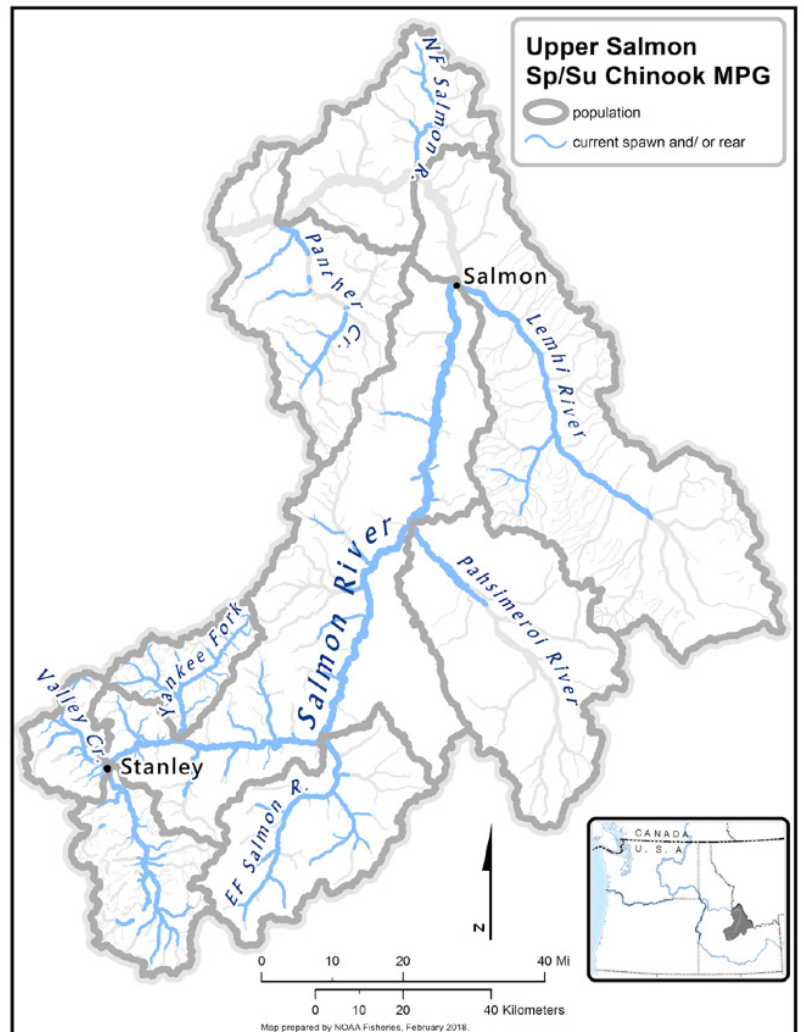 Upper Salmon
Sp/Su Chinook MPG
population
current spawn and/ or rear
NF Salmon R.
Panther Cr.
Salmon
Lemhi River
Salmon River
Pahsimeroi River
Yankee Fork
Valley Cr.
Stanley
EF Salmon R.
N
CANADA
U. S. A
0 10 20 40 Mi
0 10 20 40 Kilometers
Map prepared by NOAA Fisheries, February 2018.